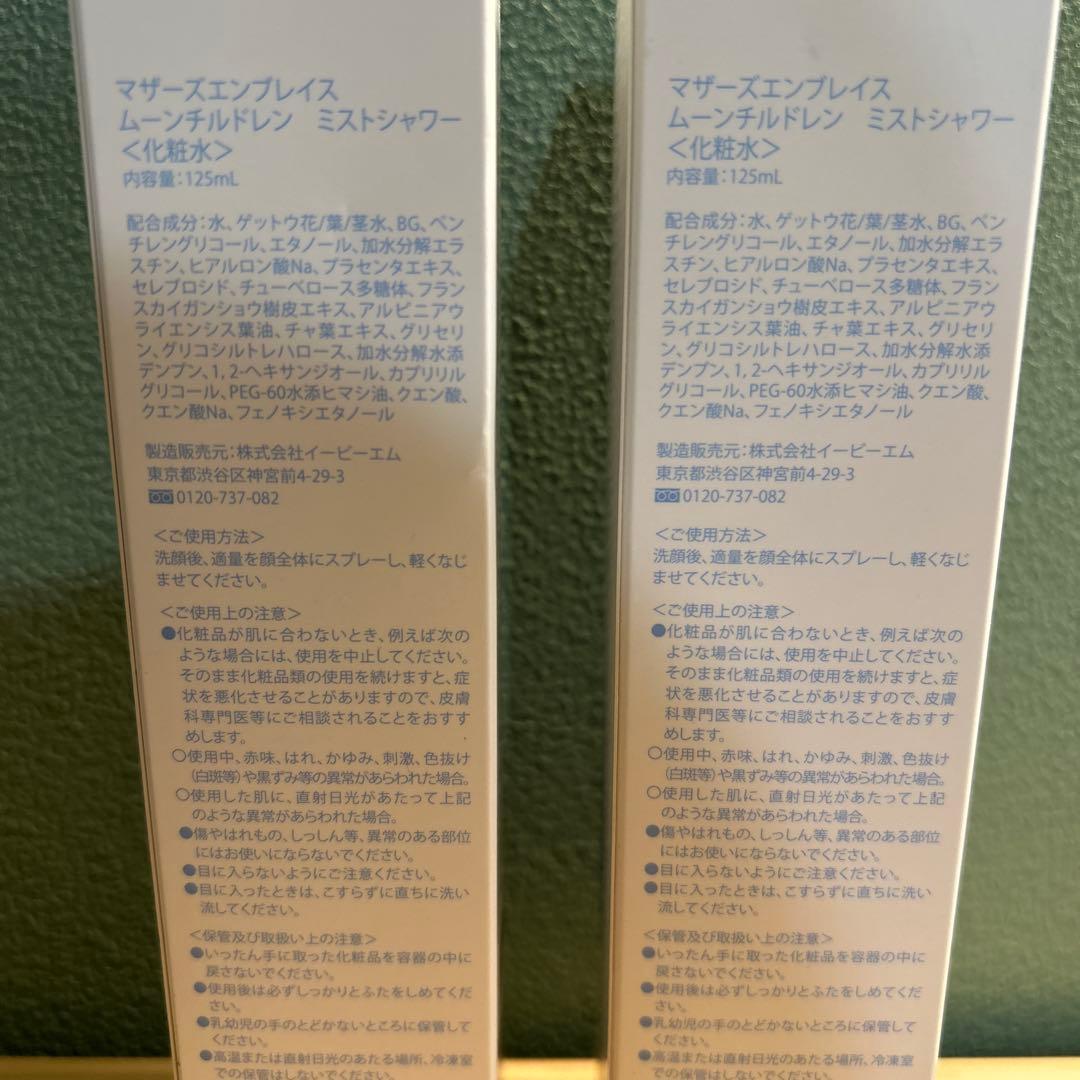 マザーズエンブレイス
ムーンチルドレン　ミストシャワー
＜化粧水＞
内容量：125mL
配合成分：水、ゲットウ花/葉/茎水、BG、ペン
チレングリコール、エタノール、加水分解エラ
スチン、ヒアルロン酸Na、プラセンタエキス、
セレブロシド、チューベロース多糖体、フラン
スカイガンショウ樹皮エキス、アルピニアウ
ライエンシス葉油、チャ葉エキス、グリセリ
ン、グリコシルトレハロース、加水分解水添
デンプン、1, 2-ヘキサンジオール、カプリリル
グリコール、PEG-60水添ヒマシ油、クエン酸、
クエン酸Na、フェノキシエタノール
製造販売元：株式会社イービーエム
東京都渋谷区神宮前4-29-3
0120-737-082
＜ご使用方法＞
洗顔後、適量を顔全体にスプレーし、軽くなじ
ませてください。
＜ご使用上の注意＞
●化粧品が肌に合わないとき、例えば次の
ような場合には、使用を中止してください。
そのまま化粧品類の使用を続けますと、症
状を悪化させることがありますので、皮膚
科専門医等にご相談されることをおすす
めします。
○使用中、赤味、はれ、かゆみ、刺激、色抜け
（白斑等）や黒ずみ等の異常があらわれた場合。
○使用した肌に、直射日光があたって上記
のような異常があらわれた場合。
●傷やはれもの、しっしん等、異常のある部位
にはお使いにならないでください。
●目に入らないようにご注意ください。
●目に入ったときは、こすらずに直ちに洗い
流してください。
＜保管及び取扱い上の注意＞
●いったん手に取った化粧品を容器の中に
戻さないでください。
●使用後は必ずしっかりとふたをしめてくだ
さい。
●乳幼児の手のとどかないところに保管して
ください。
●高温または直射日光のあたる場所、冷凍室
での保管はしないでください。
マザーズエンブレイス
ムーンチルドレン　ミストシャワー
＜化粧水＞
内容量：125mL
配合成分：水、ゲットウ花/葉/茎水、BG、ペン
チレングリコール、エタノール、加水分解エラ
スチン、ヒアルロン酸Na、プラセンタエキス、
セレブロシド、チューベロース多糖体、フラン
スカイガンショウ樹皮エキス、アルピニアウ
ライエンシス葉油、チャ葉エキス、グリセリ
ン、グリコシルトレハロース、加水分解水添
デンプン、1, 2-ヘキサンジオール、カプリリル
グリコール、PEG-60水添ヒマシ油、クエン酸、
クエン酸Na、フェノキシエタノール
製造販売元：株式会社イービーエム
東京都渋谷区神宮前4-29-3
0120-737-082
＜ご使用方法＞
洗顔後、適量を顔全体にスプレーし、軽くなじ
ませてください。
＜ご使用上の注意＞
●化粧品が肌に合わないとき、例えば次の
ような場合には、使用を中止してください。
そのまま化粧品類の使用を続けますと、症
状を悪化させることがありますので、皮膚
科専門医等にご相談されることをおすす
めします。
○使用中、赤味、はれ、かゆみ、刺激、色抜け
（白斑等）や黒ずみ等の異常があらわれた場合。
○使用した肌に、直射日光があたって上記
のような異常があらわれた場合。
●傷やはれもの、しっしん等、異常のある部位
にはお使いにならないでください。
●目に入らないようにご注意ください。
●目に入ったときは、こすらずに直ちに洗い
流してください。
＜保管及び取扱い上の注意＞
●いったん手に取った化粧品を容器の中に
戻さないでください。
●使用後は必ずしっかりとふたをしめてくだ
さい。
●乳幼児の手のとどかないところに保管して
ください。
●高温または直射日光のあたる場所、冷凍室
での保管はしないでください。